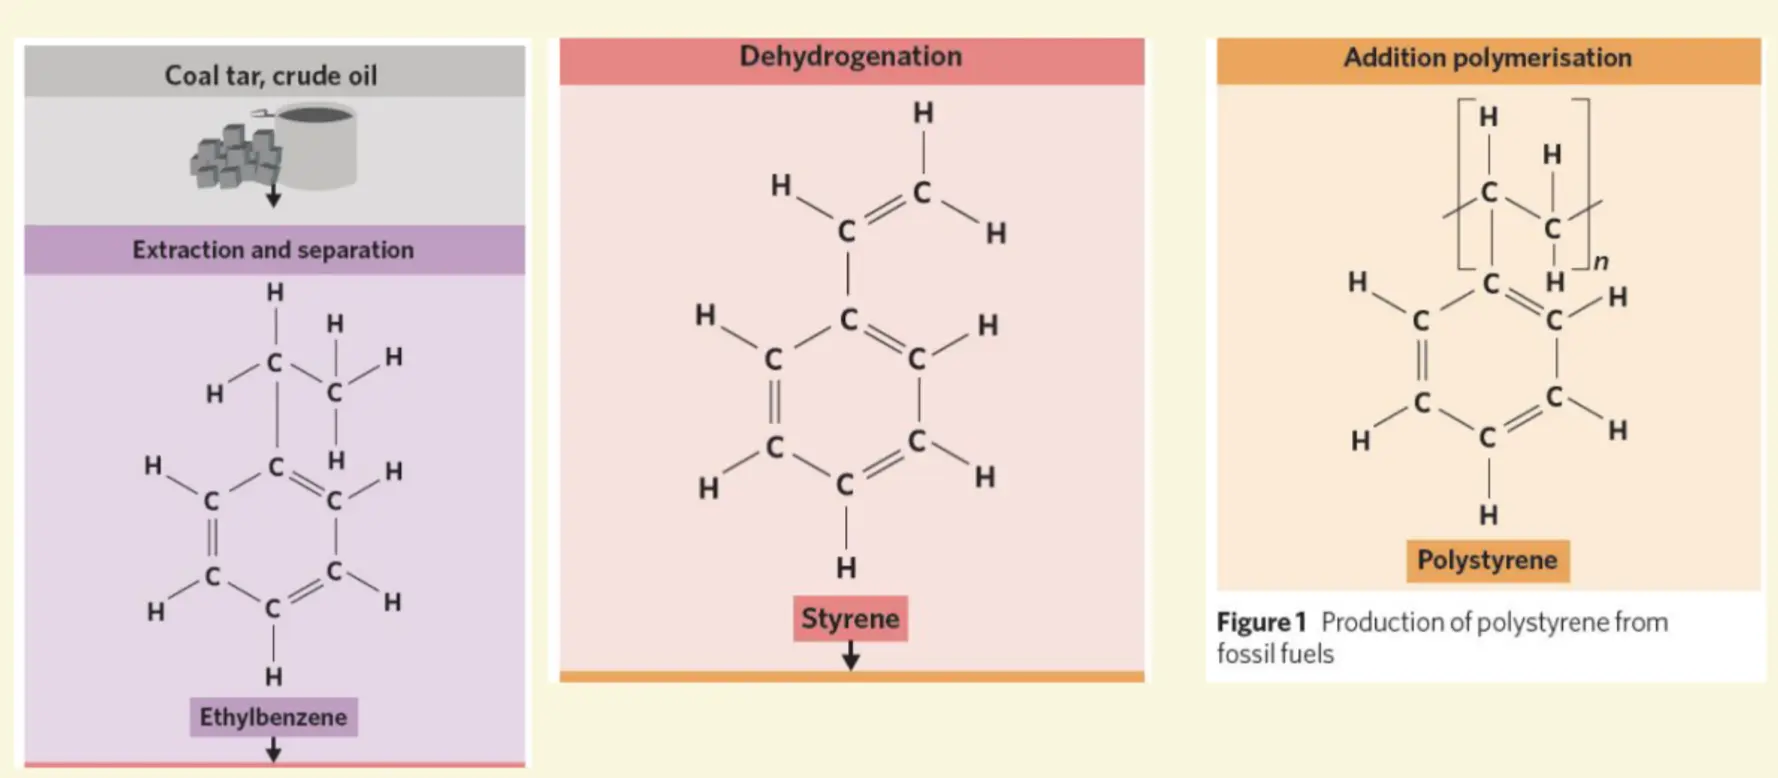 Coal tar, crude oil
Extraction and separation
H
H
C
H
H
C
H
H
C
H
H
C
C
C
C
H
C
H
H
Ethylbenzene
Dehydrogenation
H
H
C
C
H
H
C
H
C
C
C
C
H
C
H
H
Styrene
Addition polymerisation
H
H
C
C
n
H
C
H
H
C
C
C
C
H
C
H
H
Polystyrene
Figure 1 Production of polystyrene from
fossil fuels